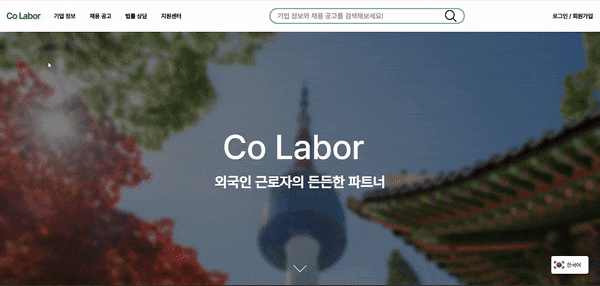 Co Labor 기업 정보 채용 공고 법률 상담 지원센터 기업 정보와 채용 공고를 검색해보세요! 로그인 / 회원가입
Co Labor
외국인 근로자의 든든한 파트너
한국어